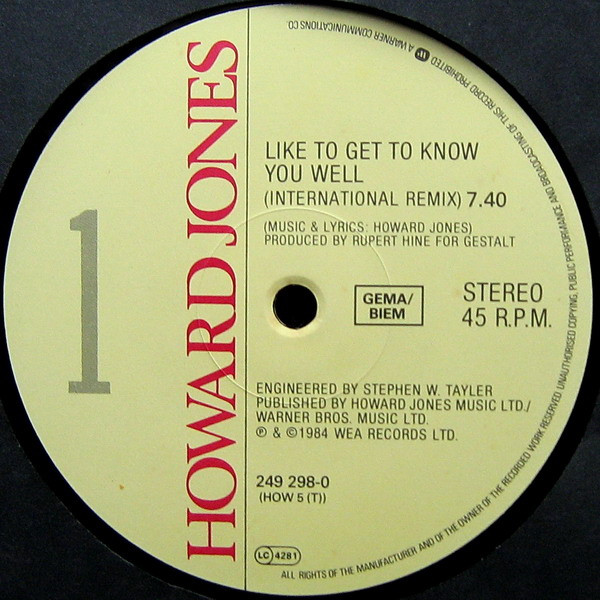 1
HOWARD JONES
LIKE TO GET TO KNOW
YOU WELL
(INTERNATIONAL REMIX) 7.40
(MUSIC & LYRICS: HOWARD JONES)
PRODUCED BY RUPERT HINE FOR GESTALT
GEMA/
BIEM
STEREO
45 R.P.M.
ENGINEERED BY STEPHEN W. TAYLER
PUBLISHED BY HOWARD JONES MUSIC LTD./
WARNER BROS. MUSIC LTD.
℗ & ©1984 WEA RECORDS LTD.
249 298-0
(HOW 5 (T))
LC 4281
ALL RIGHTS OF THE MANUFACTURER AND OF THE OWNER OF THE RECORDED WORK RESERVED UNAUTHORISED COPYING, PUBLIC PERFORMANCE AND BROADCASTING OF THIS RECORD PROHIBITED A WARNER COMMUNICATIONS CO.